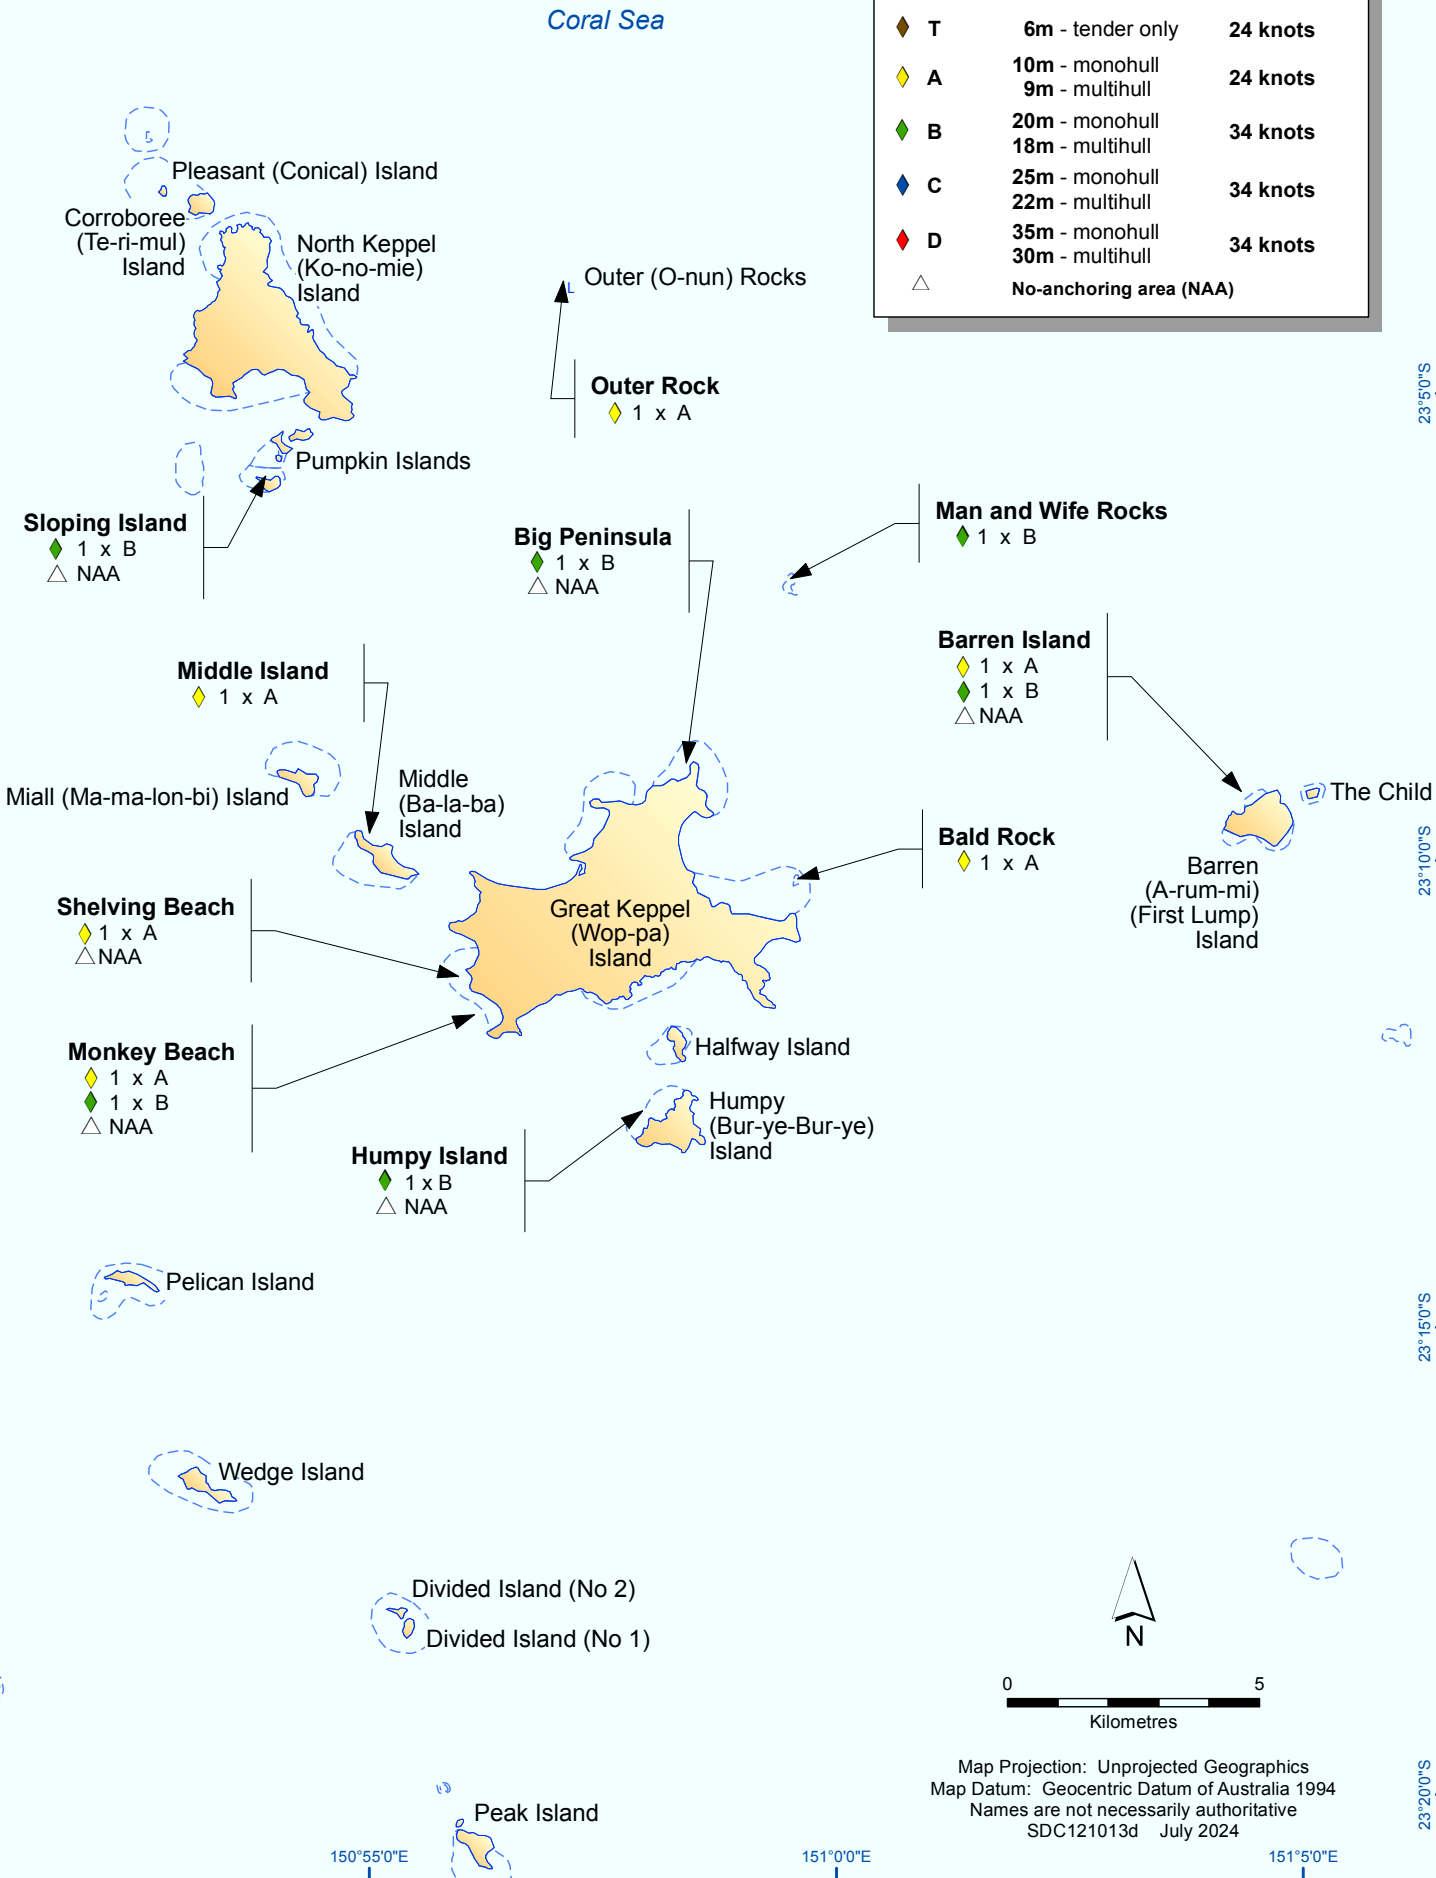 Coral Sea
T 6m - tender only 24 knots
A 10m - monohull 24 knots
9m - multihull
B 20m - monohull 34 knots
18m - multihull
C 25m - monohull 34 knots
22m - multihull
D 35m - monohull 34 knots
30m - multihull
No-anchoring area (NAA)
Pleasant (Conical) Island
Corroboree
(Te-ri-mul)
Island
North Keppel
(Ko-no-mie)
Island
Outer (O-nun) Rocks
Outer Rock
1 x A
23°5'0"S
Pumpkin Islands
Sloping Island
1 x B
NAA
Big Peninsula
1 x B
NAA
Man and Wife Rocks
1 x B
Middle Island
1 x A
Barren Island
1 x A
1 x B
NAA
Miall (Ma-ma-lon-bi) Island
Middle
(Ba-la-ba)
Island
The Child
Bald Rock
1 x A
23°10'0"S
Barren
(A-rum-mi)
(First Lump)
Island
Shelving Beach
1 x A
NAA
Great Keppel
(Wop-pa)
Island
Monkey Beach
1 x A
1 x B
NAA
Halfway Island
Humpy
(Bur-ye-Bur-ye)
Island
Humpy Island
1 x B
NAA
Pelican Island
23°15'0"S
Wedge Island
Divided Island (No 2)
Divided Island (No 1)
N
0 5
Kilometres
Map Projection: Unprojected Geographics
Map Datum: Geocentric Datum of Australia 1994
Names are not necessarily authoritative
SDC121013d July 2024
23°20'0"S
Peak Island
150°55'0"E 151°0'0"E 151°5'0"E